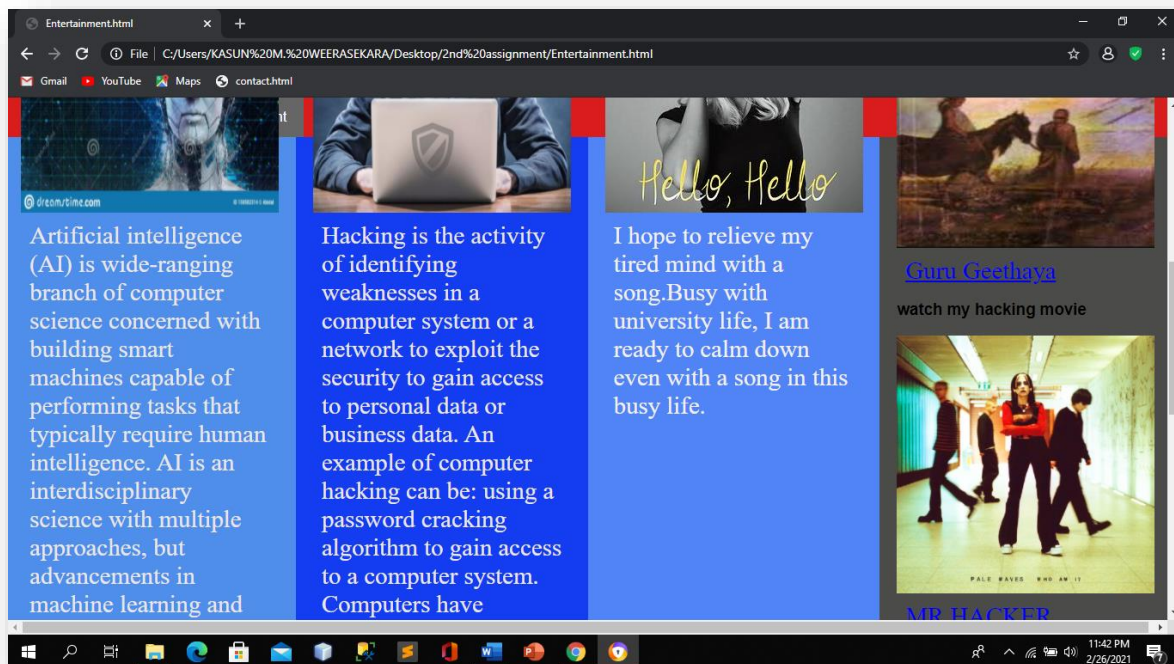 Entertainment.html
File
C:/Users/KASUN%20M.%20WEERASEKARA/Desktop/2nd%20assignment/Entertainment.html
Gmail
YouTube
Maps
contact.html
nt
dreamstime.com
Artificial intelligence
(AI) is wide-ranging
branch of computer
science concerned with
building smart
machines capable of
performing tasks that
typically require human
intelligence. AI is an
interdisciplinary
science with multiple
approaches, but
advancements in
machine learning and
Hacking is the activity
of identifying
weaknesses in a
computer system or a
network to exploit the
security to gain access
to personal data or
business data. An
example of computer
hacking can be: using a
password cracking
algorithm to gain access
to a computer system.
Computers have
Hello, Hello
I hope to relieve my
tired mind with a
song.Busy with
university life, I am
ready to calm down
even with a song in this
busy life.
Guru Geethaya
watch my hacking movie
PALE WAVES WHO AM I?
MR HACKER
11:42 PM
2/26/2021